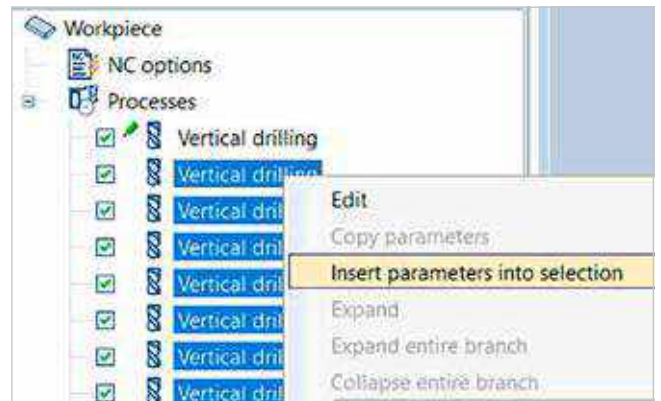 Workpiece
NC options
Processes
Vertical drilling
Vertical drilling
Edit
Vertical dril
Copy parameters
Vertical dril
Insert parameters into selection
Vertical dril
Expand
Vertical dril
Expand entire branch
Vertical dril
Collapse entire branch
Vertical dril